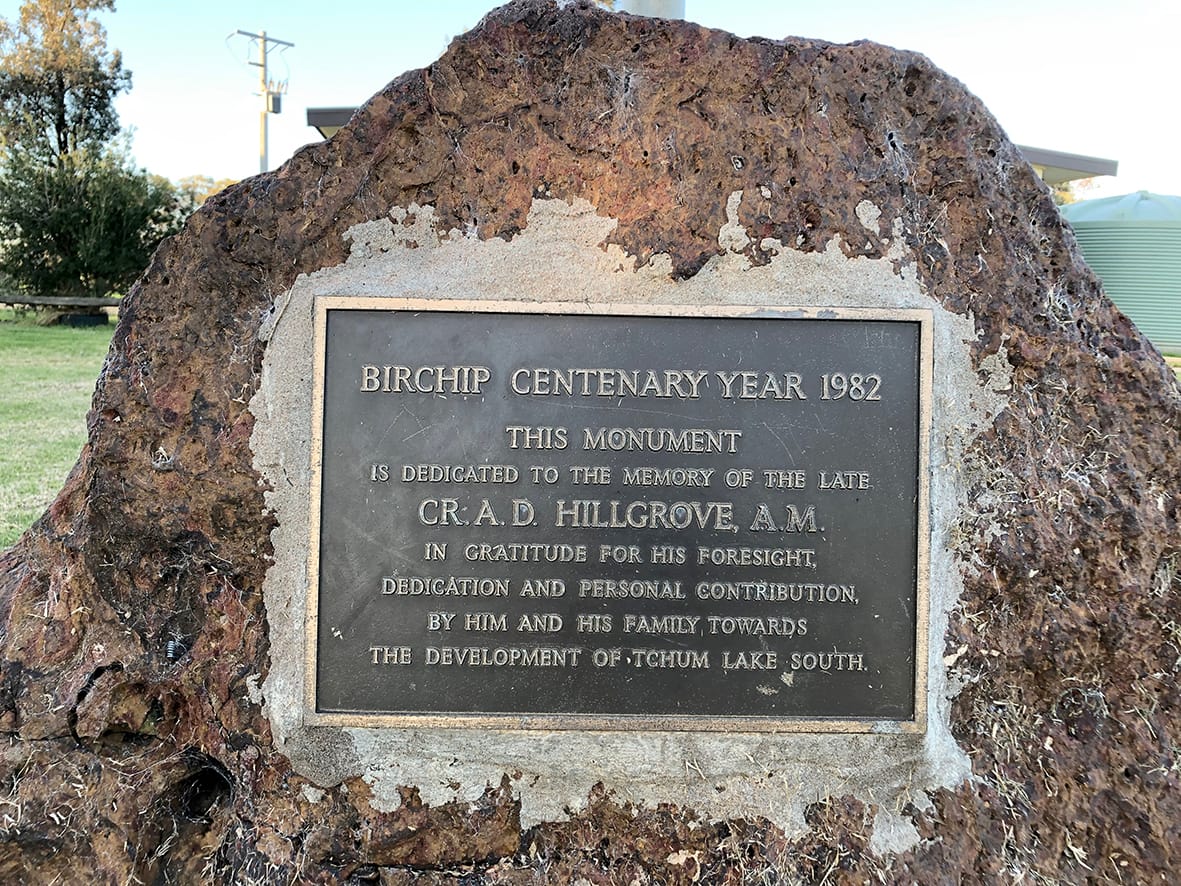 BIRCHIP CENTENARY YEAR 1982
THIS MONUMENT
IS DEDICATED TO THE MEMORY OF THE LATE
CR. A. D. HILLGROVE, A.M.
IN GRATITUDE FOR HIS FORESIGHT,
DEDICATION AND PERSONAL CONTRIBUTION,
BY HIM AND HIS FAMILY TOWARDS
THE DEVELOPMENT OF TCHUM LAKE SOUTH.